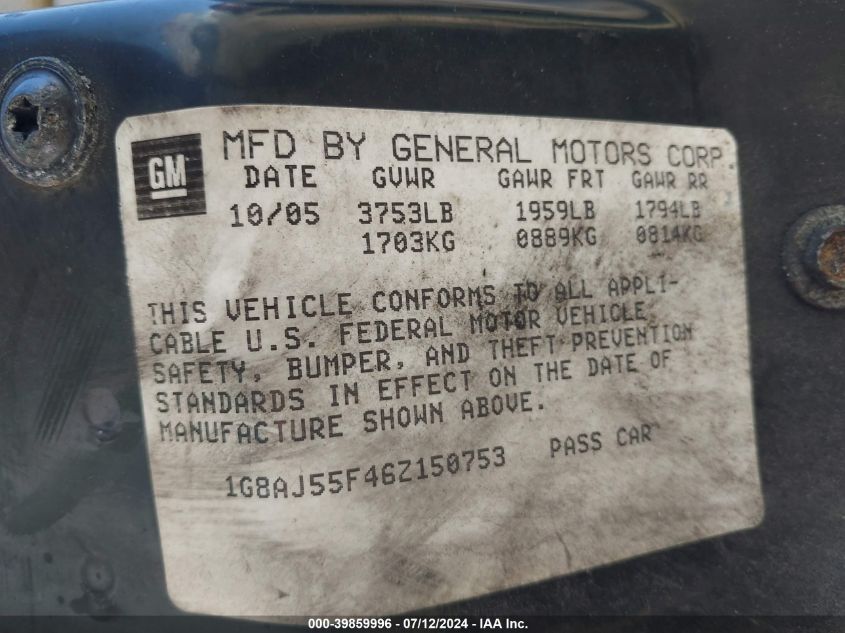 GM
MFD BY GENERAL MOTORS CORP.
DATE GVWR GAWR FRT GAWR RR
10/05 3753LB 1959LB 1794LB
1703KG 0889KG 0814KG
THIS VEHICLE CONFORMS TO ALL APPLI-
CABLE U.S. FEDERAL MOTOR VEHICLE
SAFETY, BUMPER, AND THEFT PREVENTION
STANDARDS IN EFFECT ON THE DATE OF
MANUFACTURE SHOWN ABOVE.
1G8AJ55F46Z150753 PASS CAR
000-39859996 - 07/12/2024 - IAA Inc.